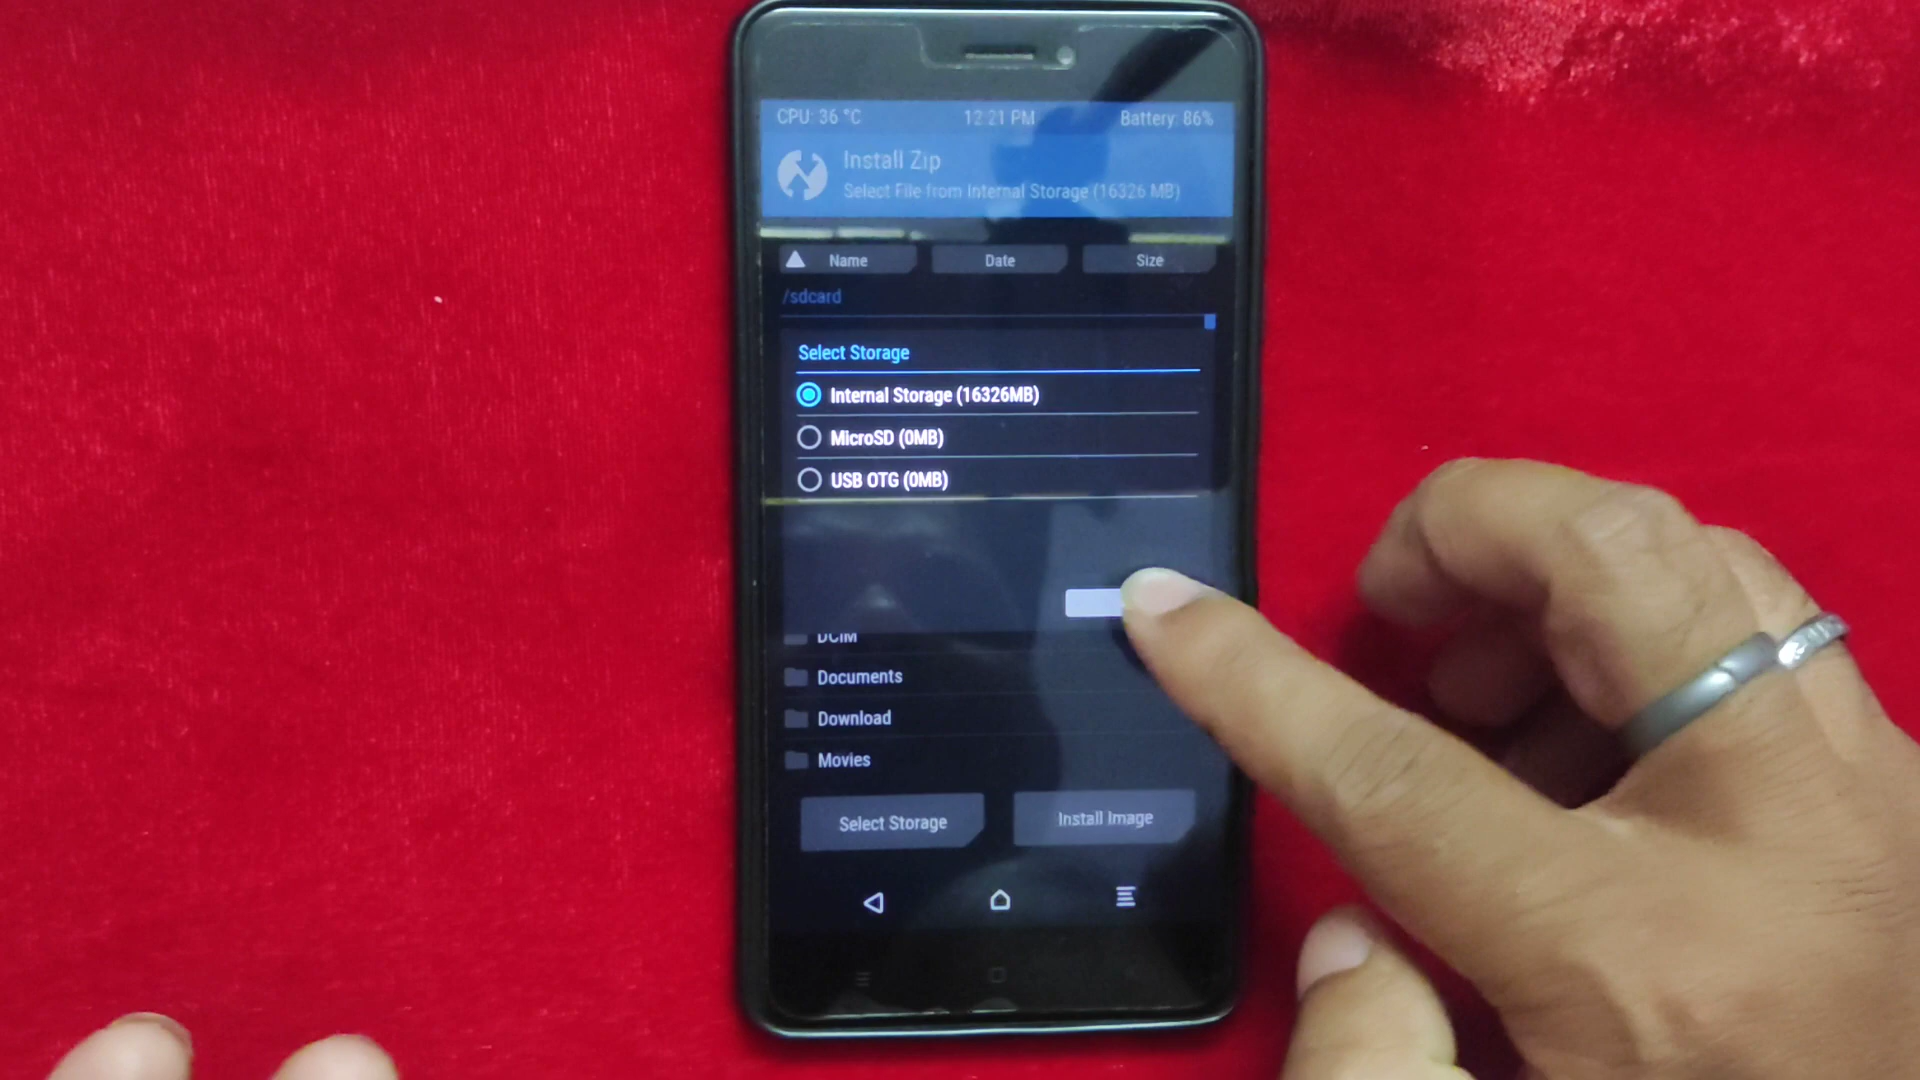 CPU: 36 °C 12:21 PM Battery: 86%
Install Zip
Select File from Internal Storage (16326 MB)
Name Date Size
/sdcard
Select Storage
Internal Storage (16326MB)
MicroSD (0MB)
USB OTG (0MB)
DCIM
Documents
Download
Movies
Select Storage Install Image